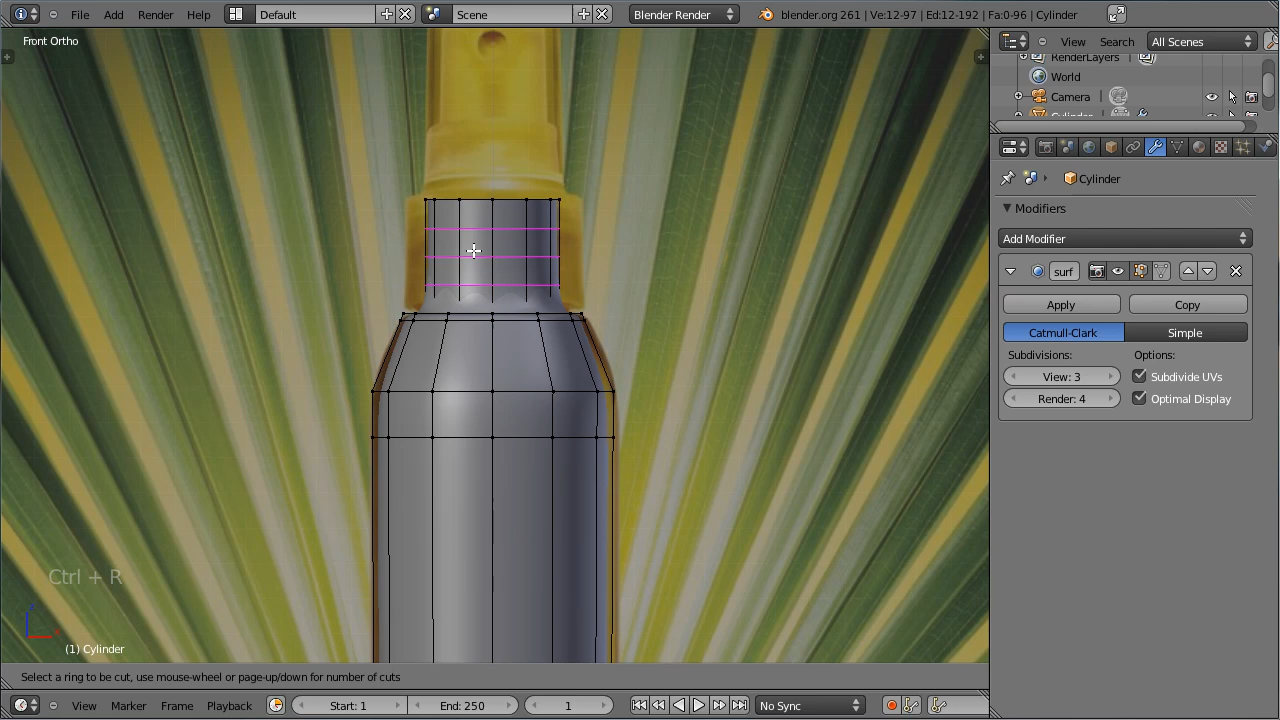 File Add Render Help Default Scene Blender Render blender.org 261 | Ve:12-97 | Ed:12-192 | Fa:0-96 | Cylinder
Front Ortho
View Search All Scenes
RenderLayers
World
Camera
Cylinder
Cylinder
Modifiers
Add Modifier
surf
Apply Copy
Catmull-Clark Simple
Subdivisions: Options:
View: 3 Subdivide UVs
Render: 4 Optimal Display
Ctrl + R
(1) Cylinder
Select a ring to be cut, use mouse-wheel or page-up/down for number of cuts
View Marker Frame Playback Start: 1 End: 250 1 No Sync